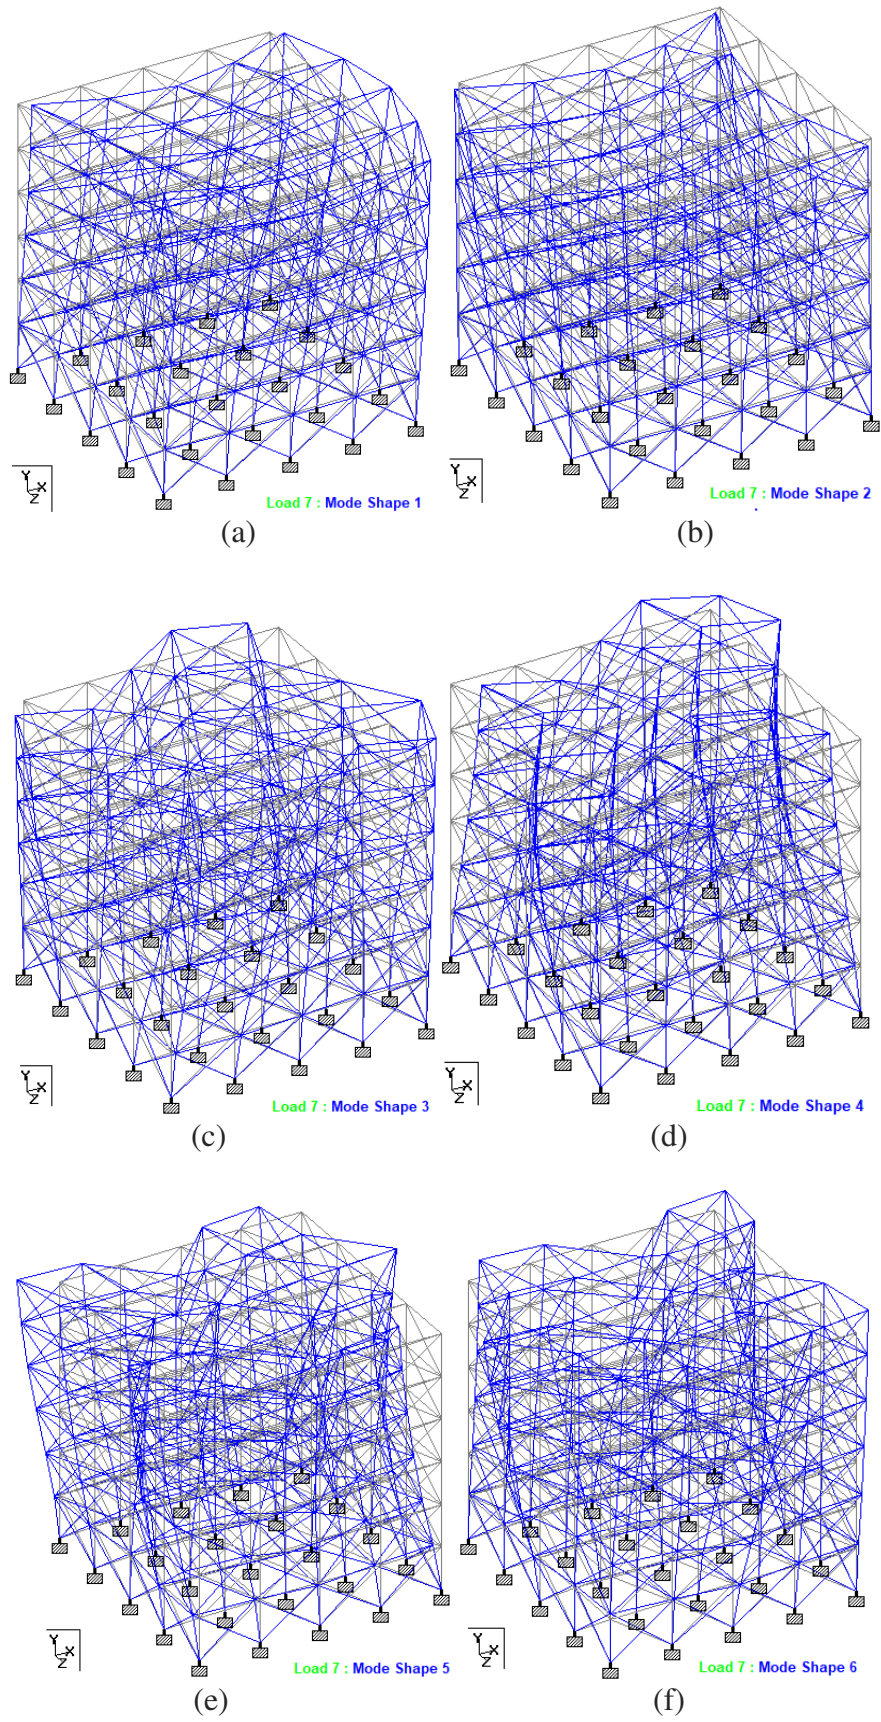 Y
X
Z
Load 7 : Mode Shape 1
(a)
Y
X
Z
Load 7 : Mode Shape 2
(b)
Y
X
Z
Load 7 : Mode Shape 3
(c)
Y
X
Z
Load 7 : Mode Shape 4
(d)
Y
X
Z
Load 7 : Mode Shape 5
(e)
Y
X
Z
Load 7 : Mode Shape 6
(f)